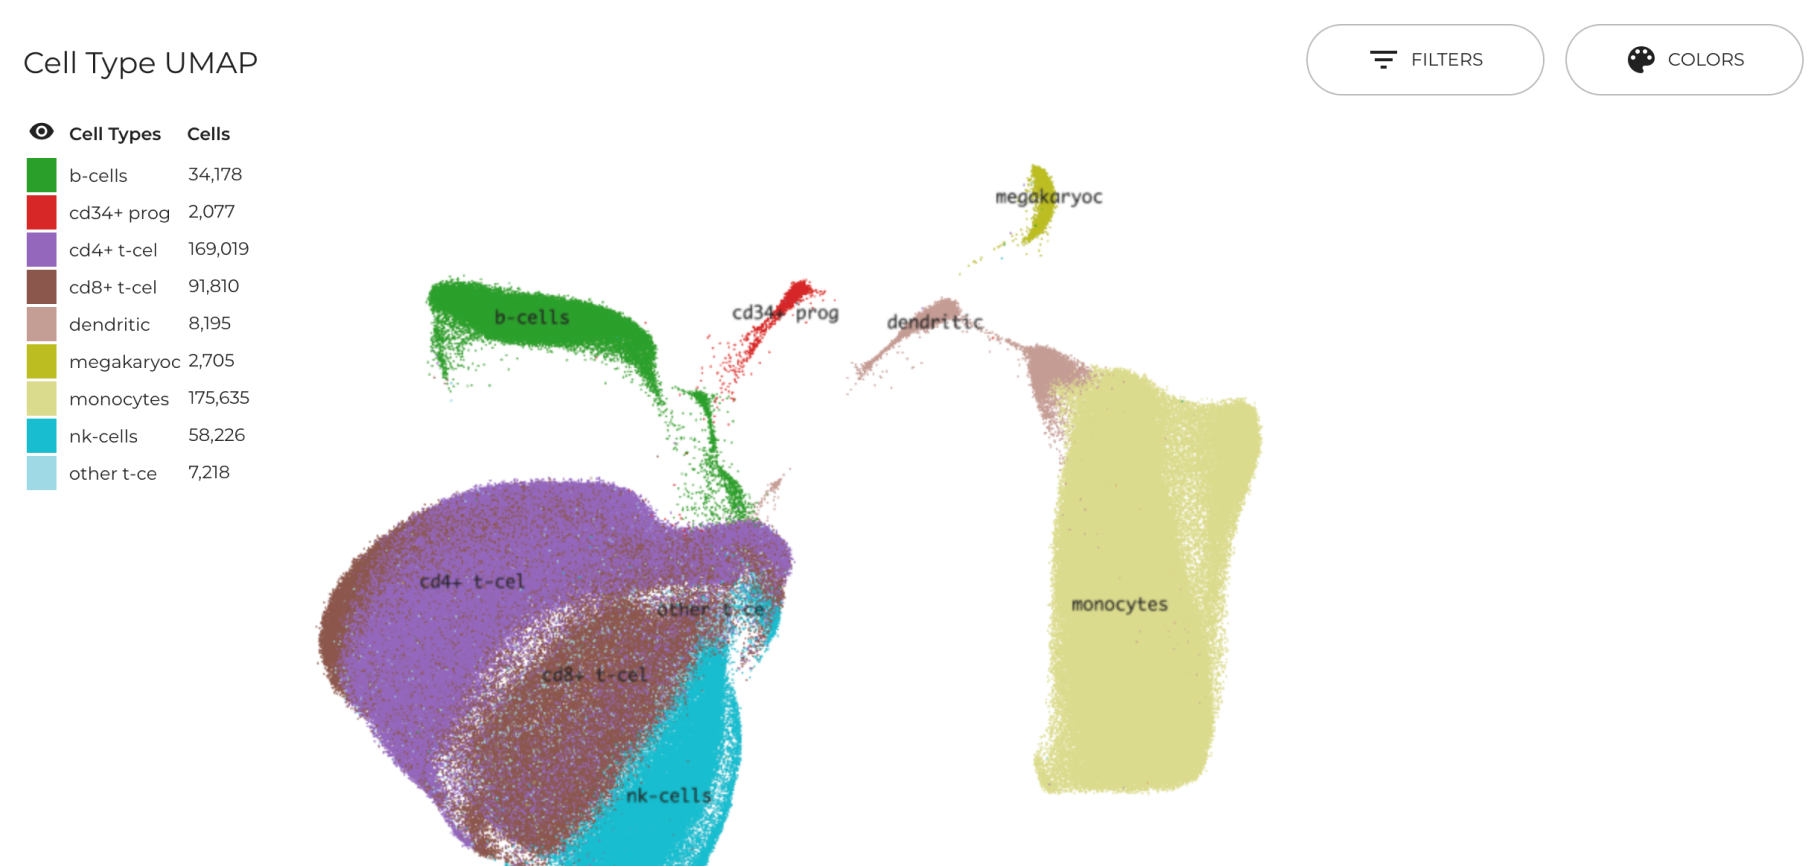 Cell Type UMAP
FILTERS
COLORS
Cell Types Cells
b-cells 34,178
cd34+ prog 2,077
cd4+ t-cel 169,019
cd8+ t-cel 91,810
dendritic 8,195
megakaryoc 2,705
monocytes 175,635
nk-cells 58,226
other t-ce 7,218
megakaryoc
b-cells
cd34+ prog
dendritic
cd4+ t-cel
other t-ce
monocytes
cd8+ t-cel
nk-cells